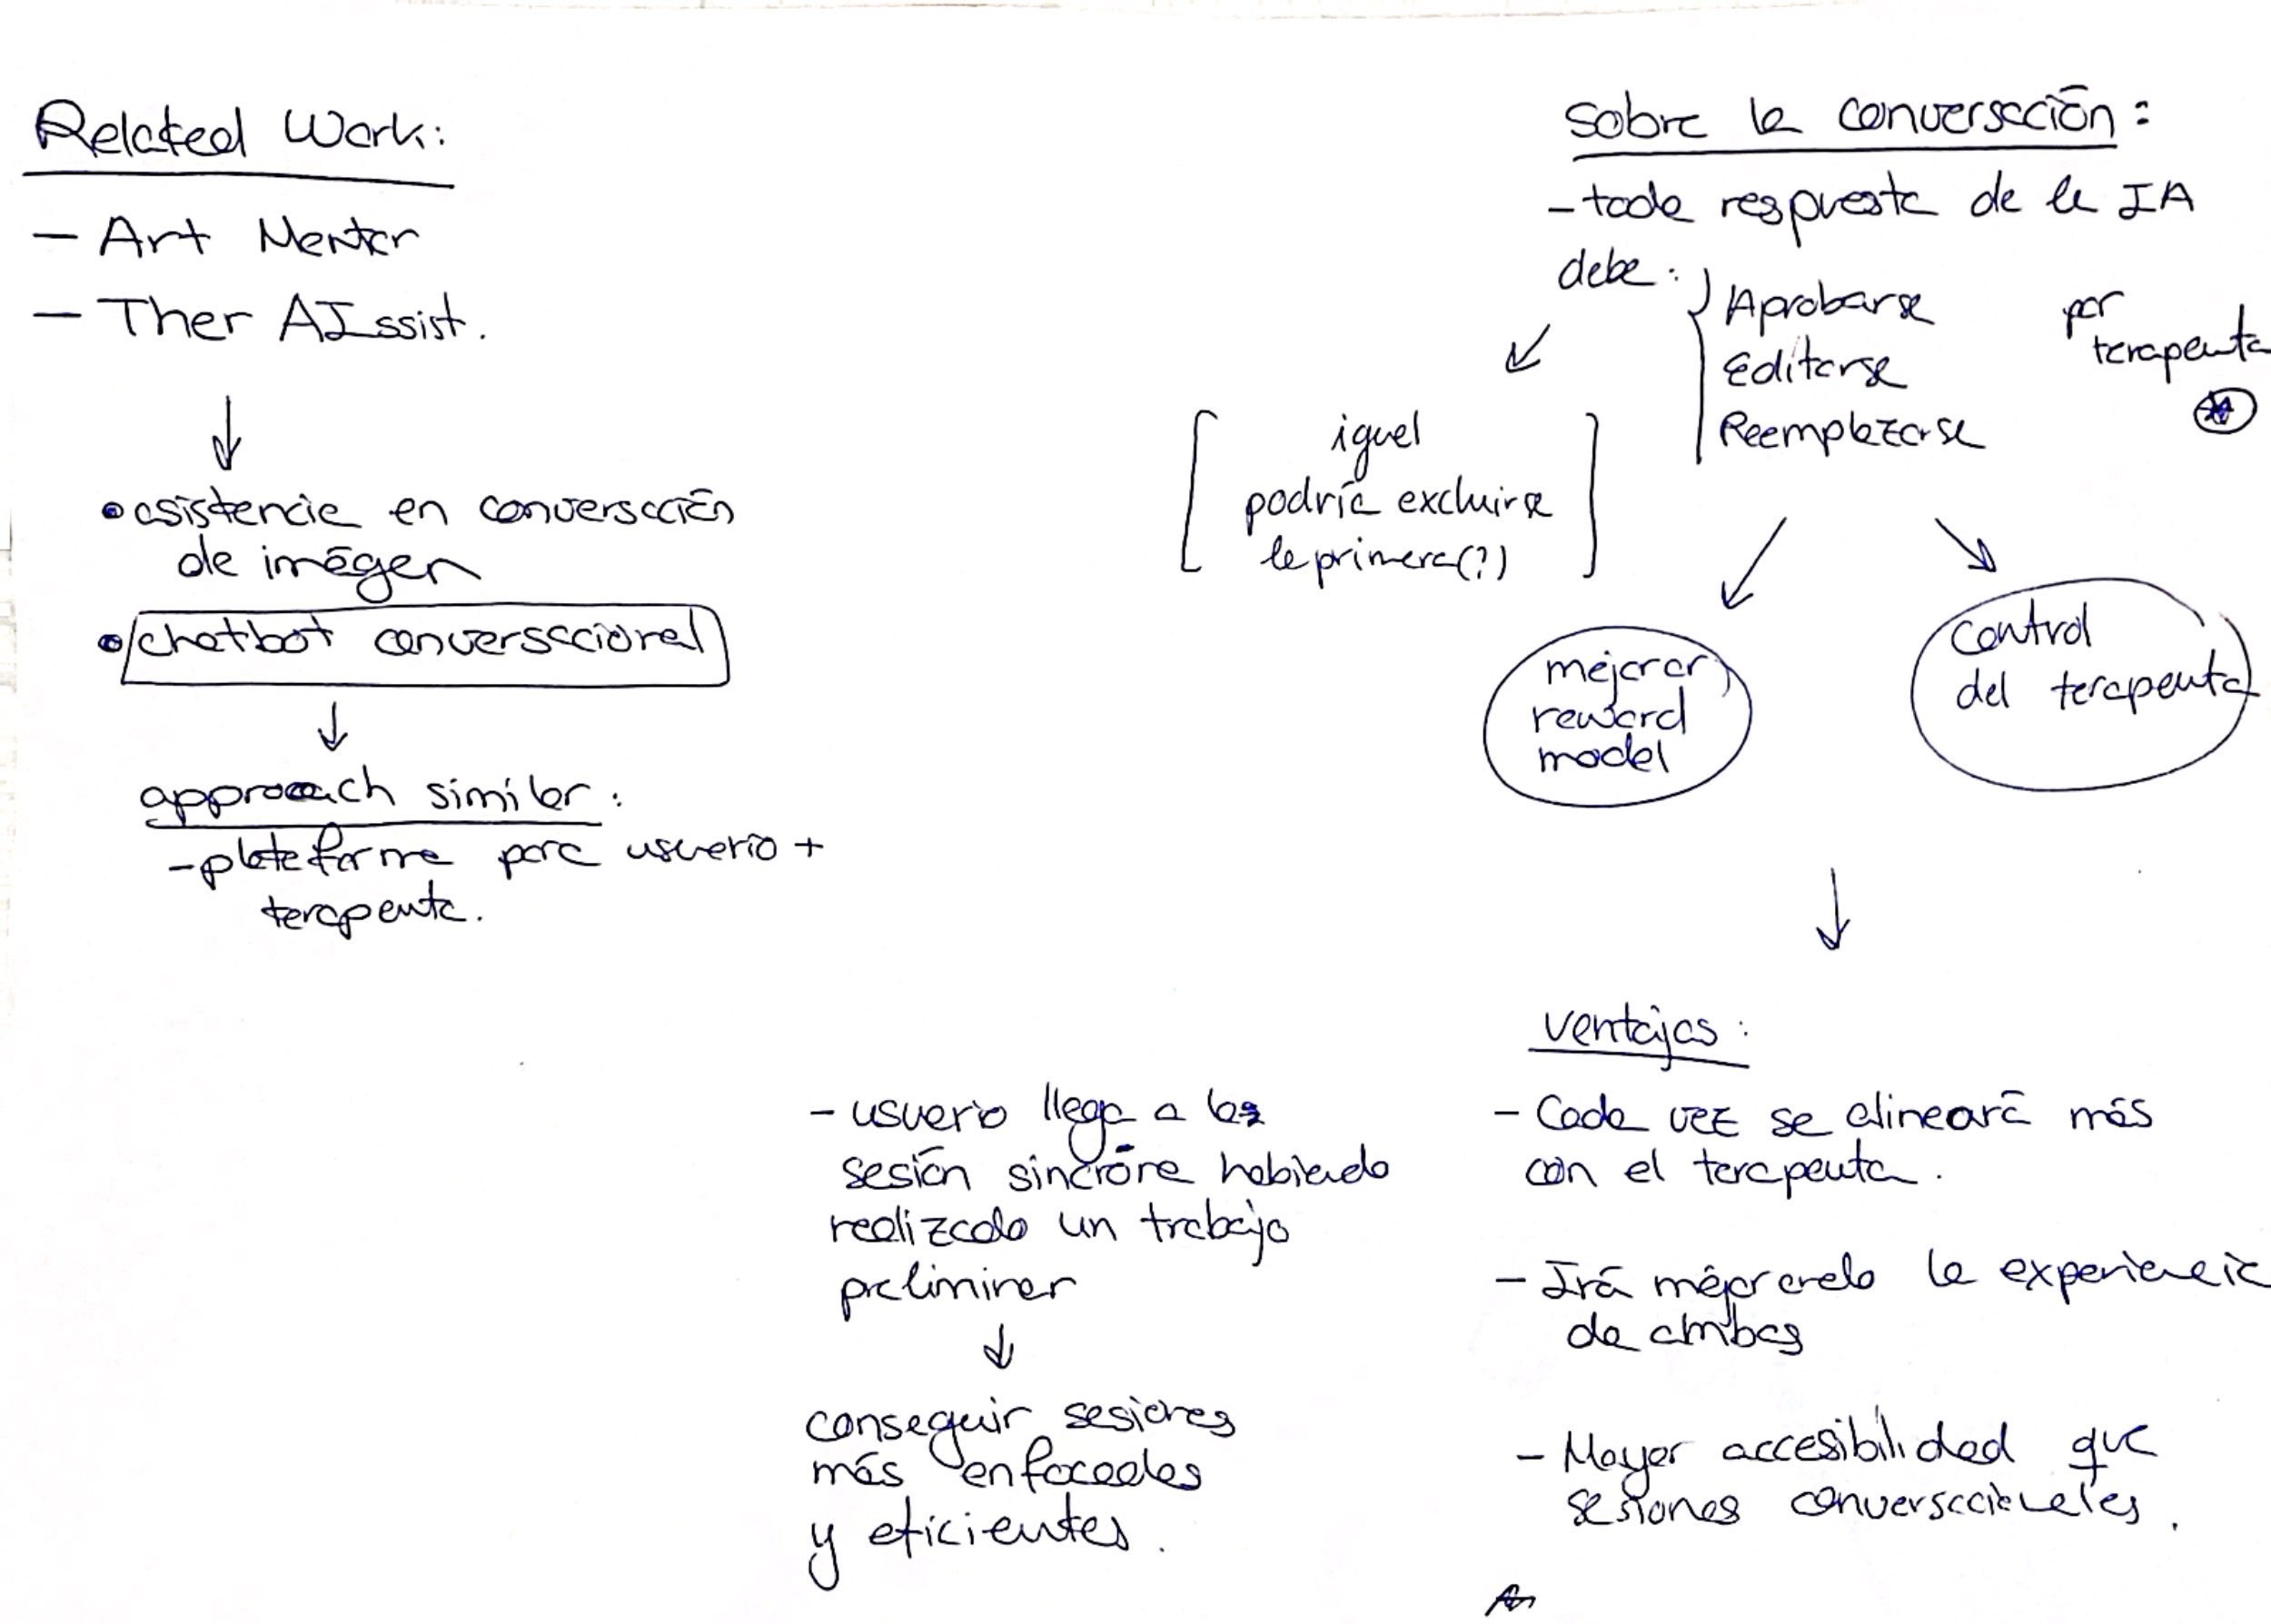 Related Work:
- Art Mentor
- Ther AIssist.
• asistencia en conversación
de imágen
• chatbot conversacional
approach similar:
- plataforma para usuario +
terapeuta.
Sobre la conversación:
- toda respuesta de la IA
debe:
Aprobarse
Editarse
Reemplazarse
por
terapeuta
igual
podría excluirse
la primera(?)
mejorar
reward
model
control
del terapeuta
ventajas:
- Cada vez se alineará más
con el terapeuta.
- Irá mejorando la experiencia
de ambos
- Mayor accesibilidad que
sesiones conversacionales.
- usuario llega a la
sesión sincróna habiendo
realizado un trabajo
preliminar
conseguir sesiones
más enfocadas
y eficientes.